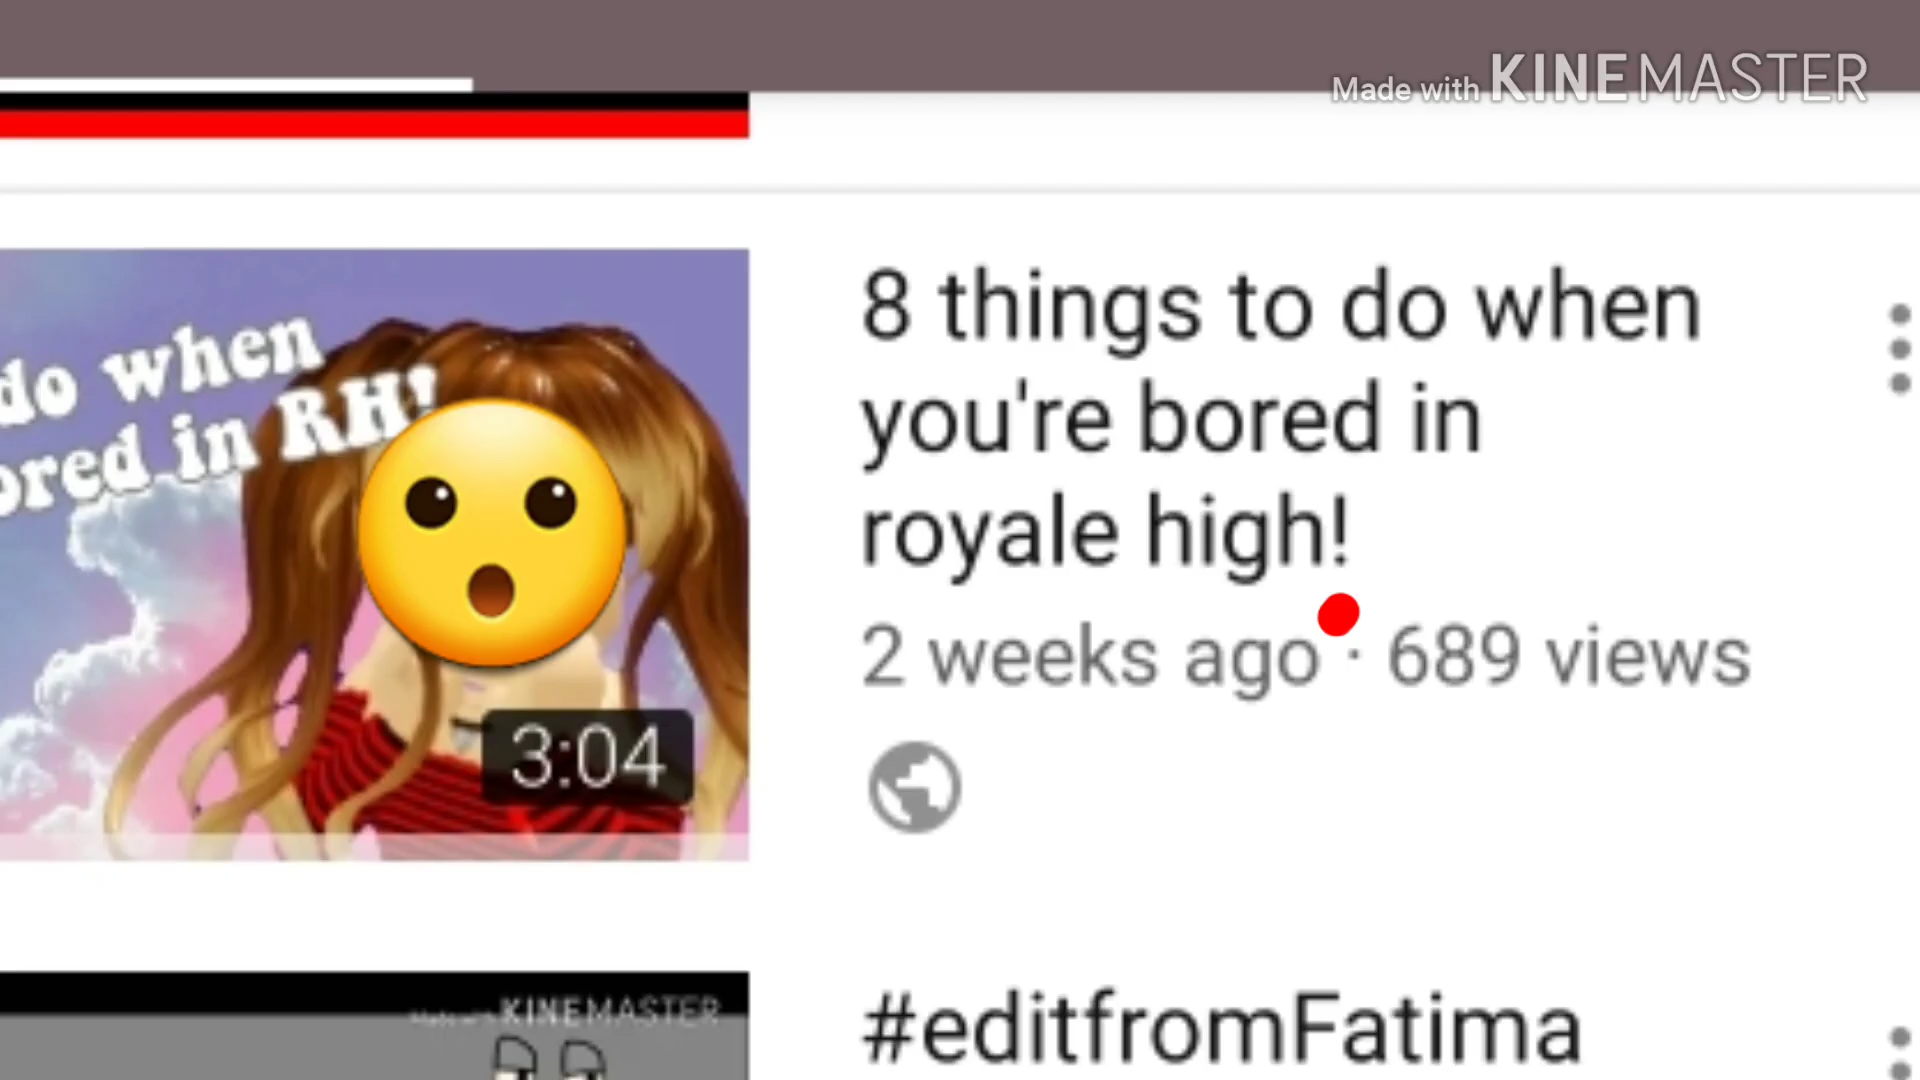 Made with KINEMASTER
do when
ored in RH!
3:04
8 things to do when
you're bored in
royale high!
2 weeks ago · 689 views
KINEMASTER
#editfromFatima